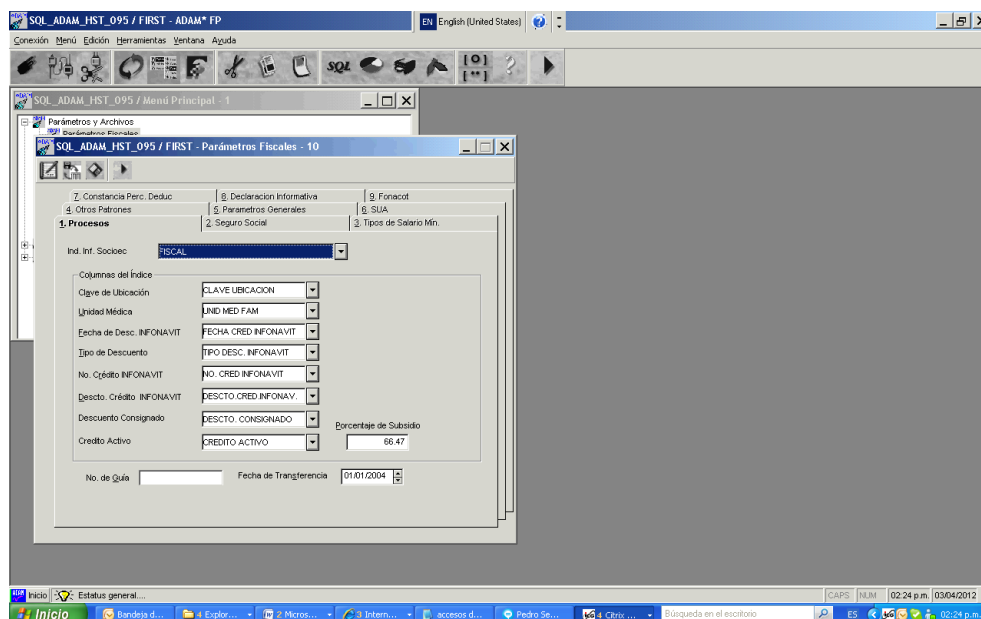 SQL_ADAM_HST_095 / FIRST - ADAM* FP
EN English (United States)
Conexión Menú Edición Herramientas Ventana Ayuda
SQL
SQL_ADAM_HST_095 / Menú Principal - 1
Parámetros y Archivos
Parámetros Fiscales
SQL_ADAM_HST_095 / FIRST - Parámetros Fiscales - 10
7. Constancia Perc. Deduc 8. Declaracion Informativa 9. Fonacot
4. Otros Patrones 5. Parametros Generales 6. SUA
1. Procesos 2. Seguro Social 3. Tipos de Salario Mín.
Ind. Inf. Socioec FISCAL
Columnas del Índice
Clave de Ubicación CLAVE UBICACION
Unidad Médica UNID MED FAM
Fecha de Desc. INFONAVIT FECHA CRED INFONAVIT
Tipo de Descuento TIPO DESC. INFONAVIT
No. Crédito INFONAVIT NO. CRED INFONAVIT
Descto. Crédito INFONAVIT DESCTO.CRED.INFONAV.
Descuento Consignado DESCTO. CONSIGNADO
Porcentaje de Subsidio
Credito Activo CREDITO ACTIVO 66.47
No. de Guía Fecha de Transferencia 01/01/2004
Inicio Estatus general.... CAPS NUM 02:24 p.m. 03/04/2012
Inicio Bandeja d... 4 Explor... 2 Micros... 3 Intern... accesos d... Pedro Se... 4 Citrix ... Búsqueda en el escritorio ES 02:24 p.m.